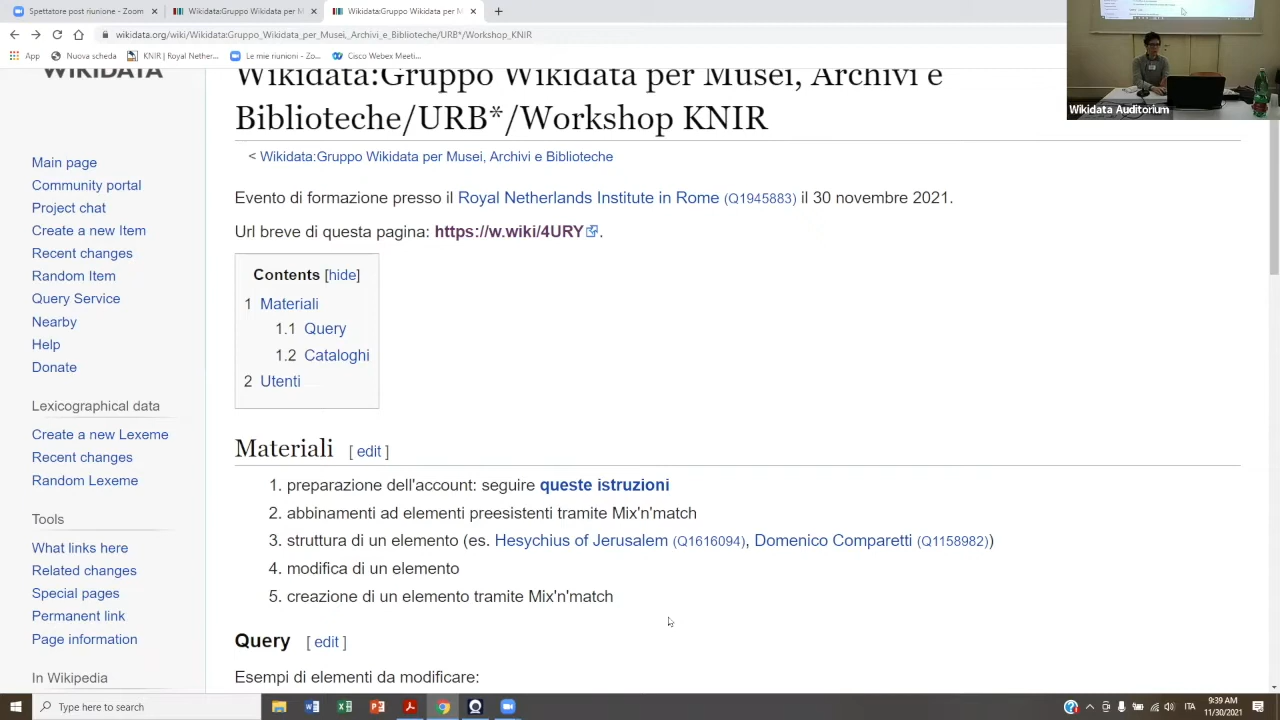 Spettatore post riunione - Zoom
Wikidata:Gruppo Wikidata per M
Wikidata:Gruppo Wikidata per Mu
wikidata.org/wiki/Wikidata:Gruppo_Wikidata_per_Musei,_Archivi_e_Biblioteche/URB*/Workshop_KNIR
App
Nuova scheda
KNIR | Royal Nether...
Le mie riunioni - Zo...
Cisco Webex Meeti...
Wikidata Auditorium
WIKIDATA
Wikidata:Gruppo Wikidata per Musei, Archivi e
Biblioteche/URB*/Workshop KNIR
< Wikidata:Gruppo Wikidata per Musei, Archivi e Biblioteche
Main page
Community portal
Project chat
Create a new Item
Recent changes
Random Item
Query Service
Nearby
Help
Donate
Lexicographical data
Create a new Lexeme
Recent changes
Random Lexeme
Tools
What links here
Related changes
Special pages
Permanent link
Page information
In Wikipedia
Evento di formazione presso il Royal Netherlands Institute in Rome (Q1945883) il 30 novembre 2021.
Url breve di questa pagina: https://w.wiki/4URY.
Contents [hide]
1 Materiali
1.1 Query
1.2 Cataloghi
2 Utenti
Materiali [ edit ]
1. preparazione dell'account: seguire queste istruzioni
2. abbinamenti ad elementi preesistenti tramite Mix'n'match
3. struttura di un elemento (es. Hesychius of Jerusalem (Q1616094), Domenico Comparetti (Q1158982))
4. modifica di un elemento
5. creazione di un elemento tramite Mix'n'match
Query [ edit ]
Esempi di elementi da modificare:
Type here to search
ITA
9:39 AM
11/30/2021